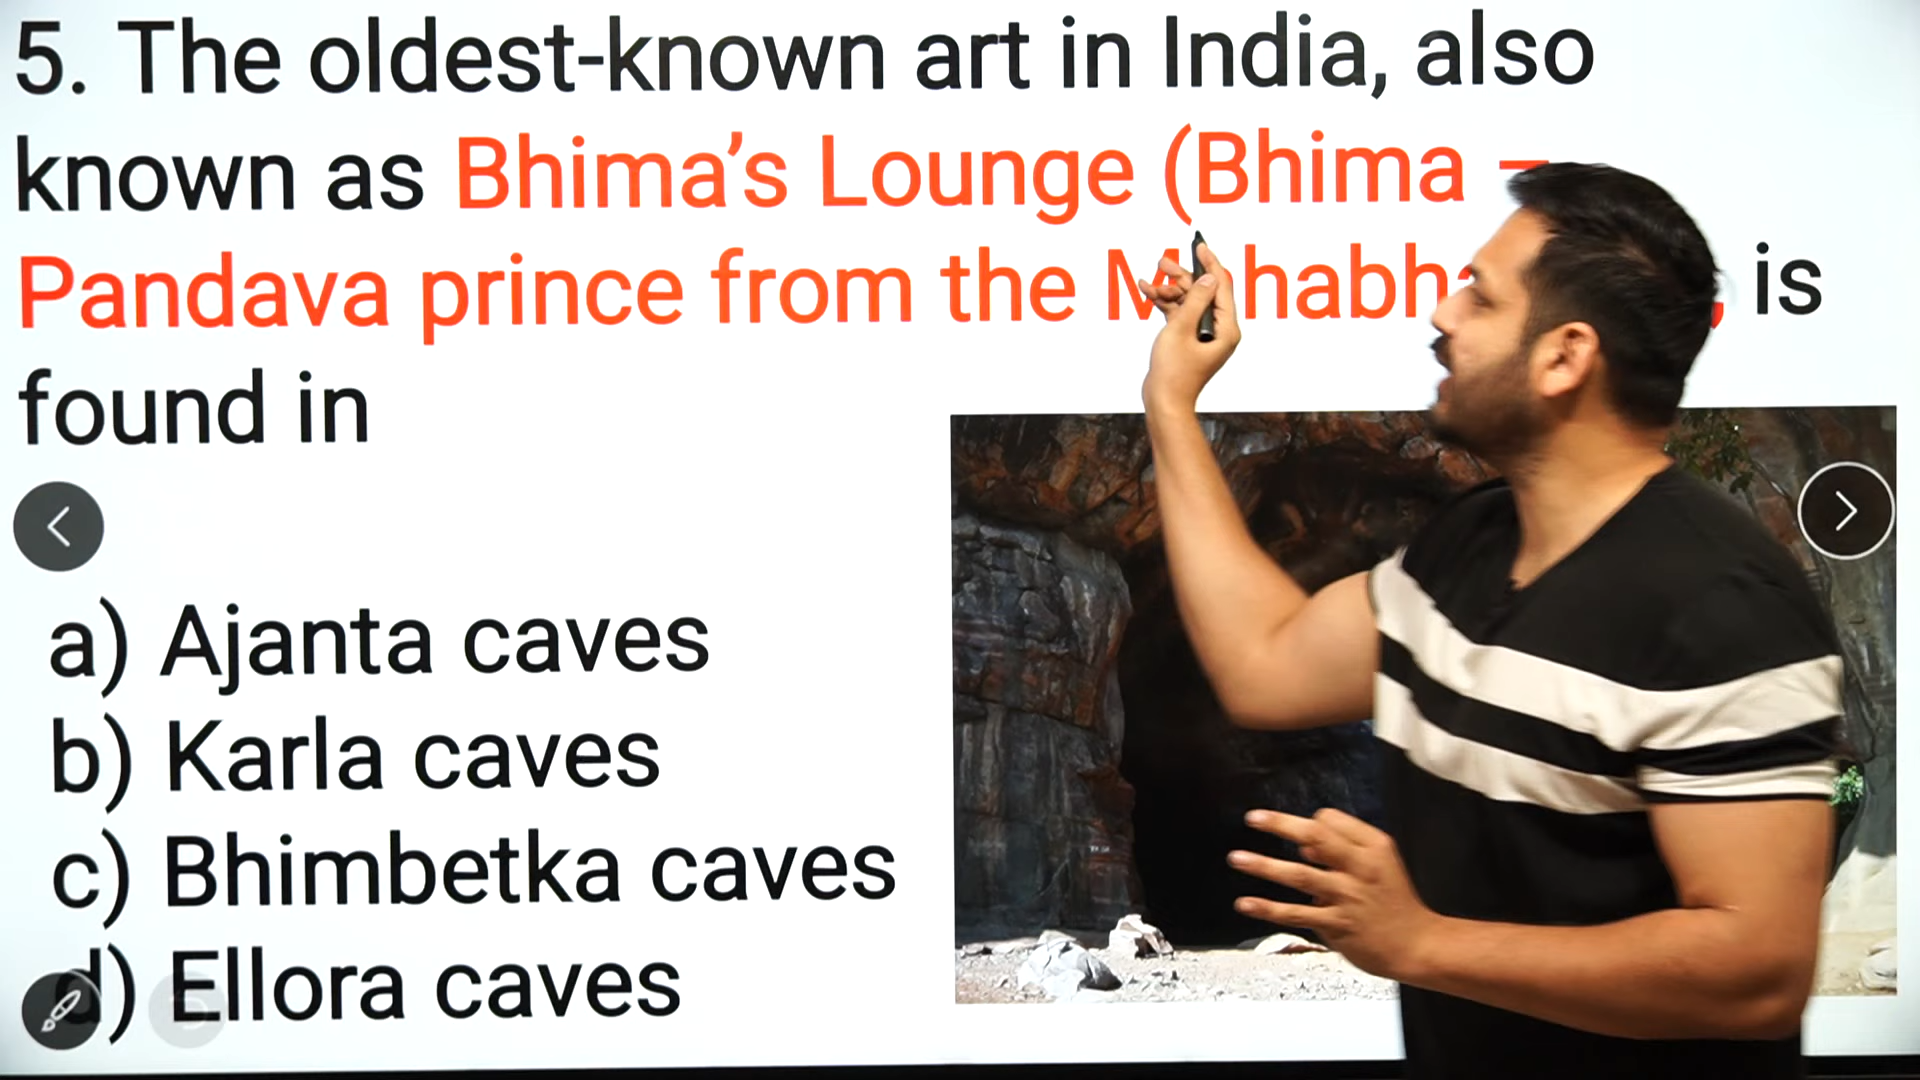 5. The oldest-known art in India, also
known as Bhima’s Lounge (Bhima –
Pandava prince from the is
found in
a) Ajanta caves
b) Karla caves
c) Bhimbetka caves
d) Ellora caves